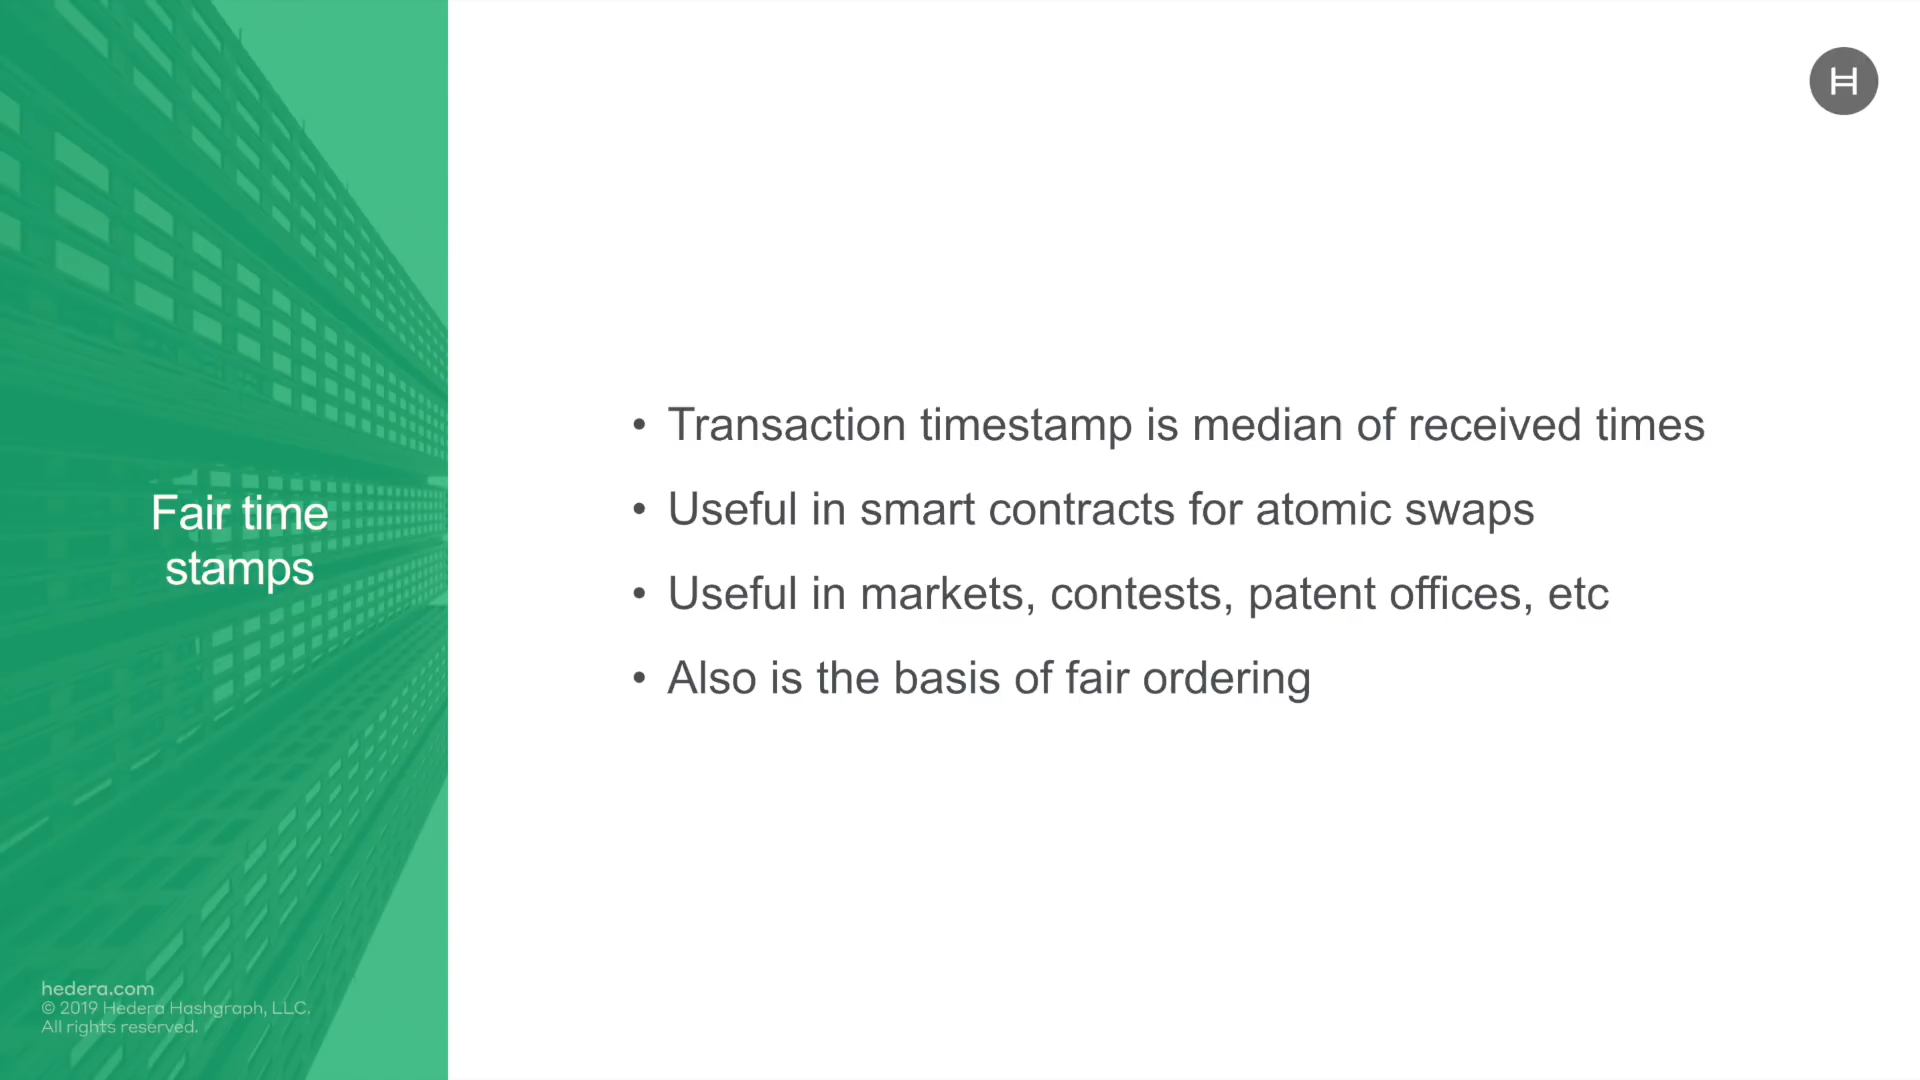 Fair time
stamps
• Transaction timestamp is median of received times
• Useful in smart contracts for atomic swaps
• Useful in markets, contests, patent offices, etc
• Also is the basis of fair ordering
hedera.com
© 2019 Hedera Hashgraph, LLC.
All rights reserved.